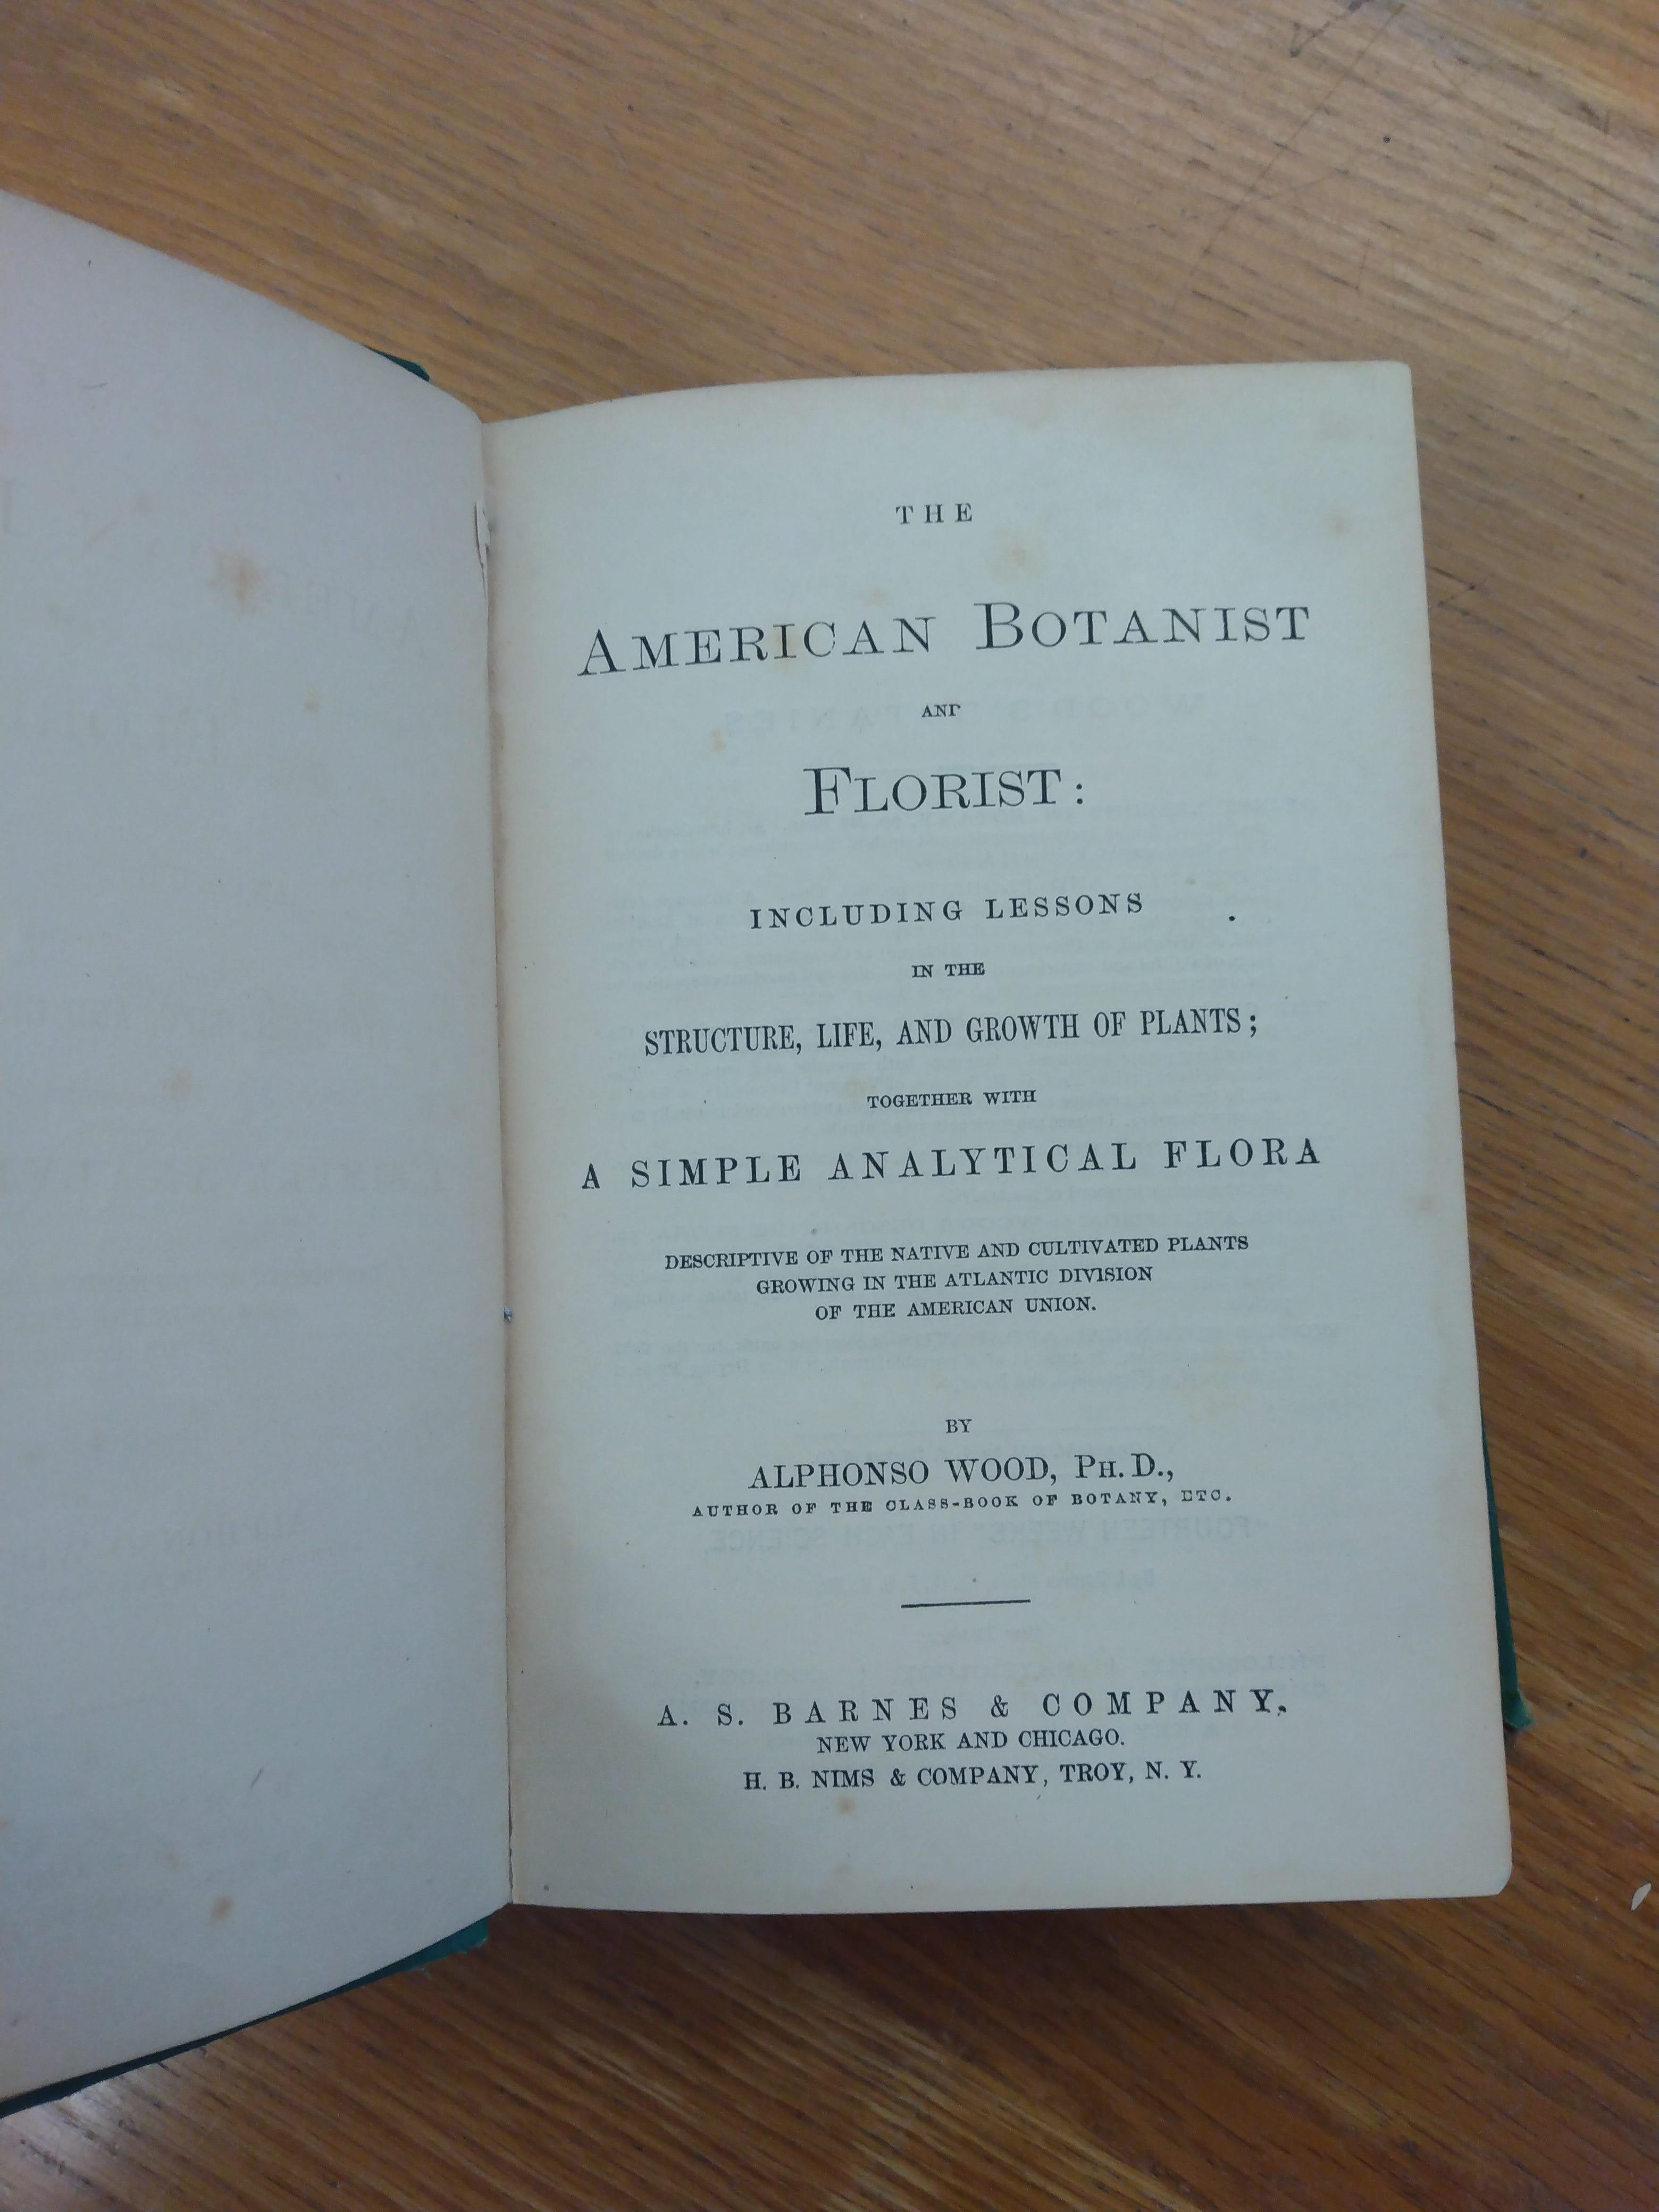 THE
AMERICAN BOTANIST
AND
FLORIST:
INCLUDING LESSONS
IN THE
STRUCTURE, LIFE, AND GROWTH OF PLANTS;
TOGETHER WITH
A SIMPLE ANALYTICAL FLORA
DESCRIPTIVE OF THE NATIVE AND CULTIVATED PLANTS
GROWING IN THE ATLANTIC DIVISION
OF THE AMERICAN UNION.
BY
ALPHONSO WOOD, PH. D.,
AUTHOR OF THE CLASS-BOOK OF BOTANY, ETC.
A. S. BARNES & COMPANY,
NEW YORK AND CHICAGO.
H. B. NIMS & COMPANY, TROY, N. Y.